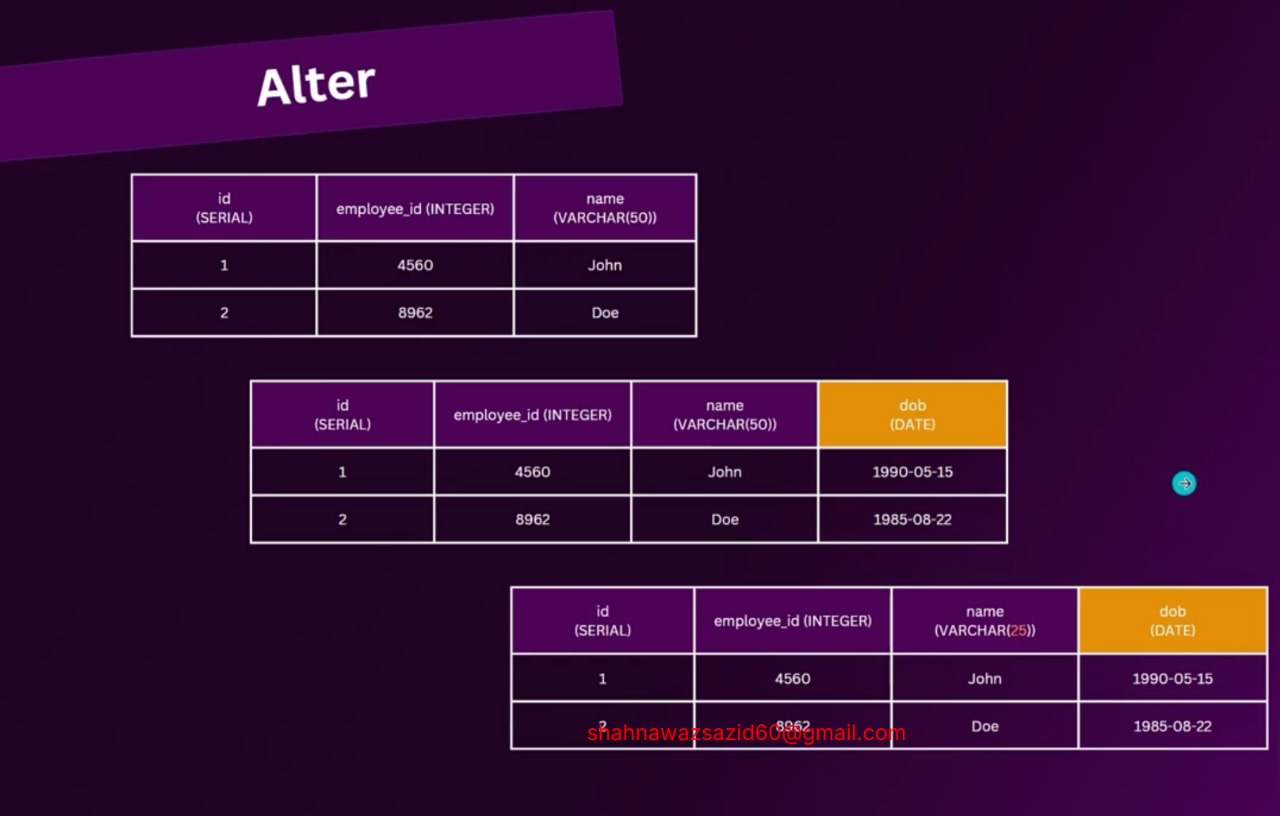 Alter
id
(SERIAL)
employee_id (INTEGER)
name
(VARCHAR(50))
1
4560
John
2
8962
Doe
id
(SERIAL)
employee_id (INTEGER)
name
(VARCHAR(50))
dob
(DATE)
1
4560
John
1990-05-15
2
8962
Doe
1985-08-22
id
(SERIAL)
employee_id (INTEGER)
name
(VARCHAR(25))
dob
(DATE)
1
4560
John
1990-05-15
2
8962
Doe
1985-08-22
shahnawazsazid60@gmail.com